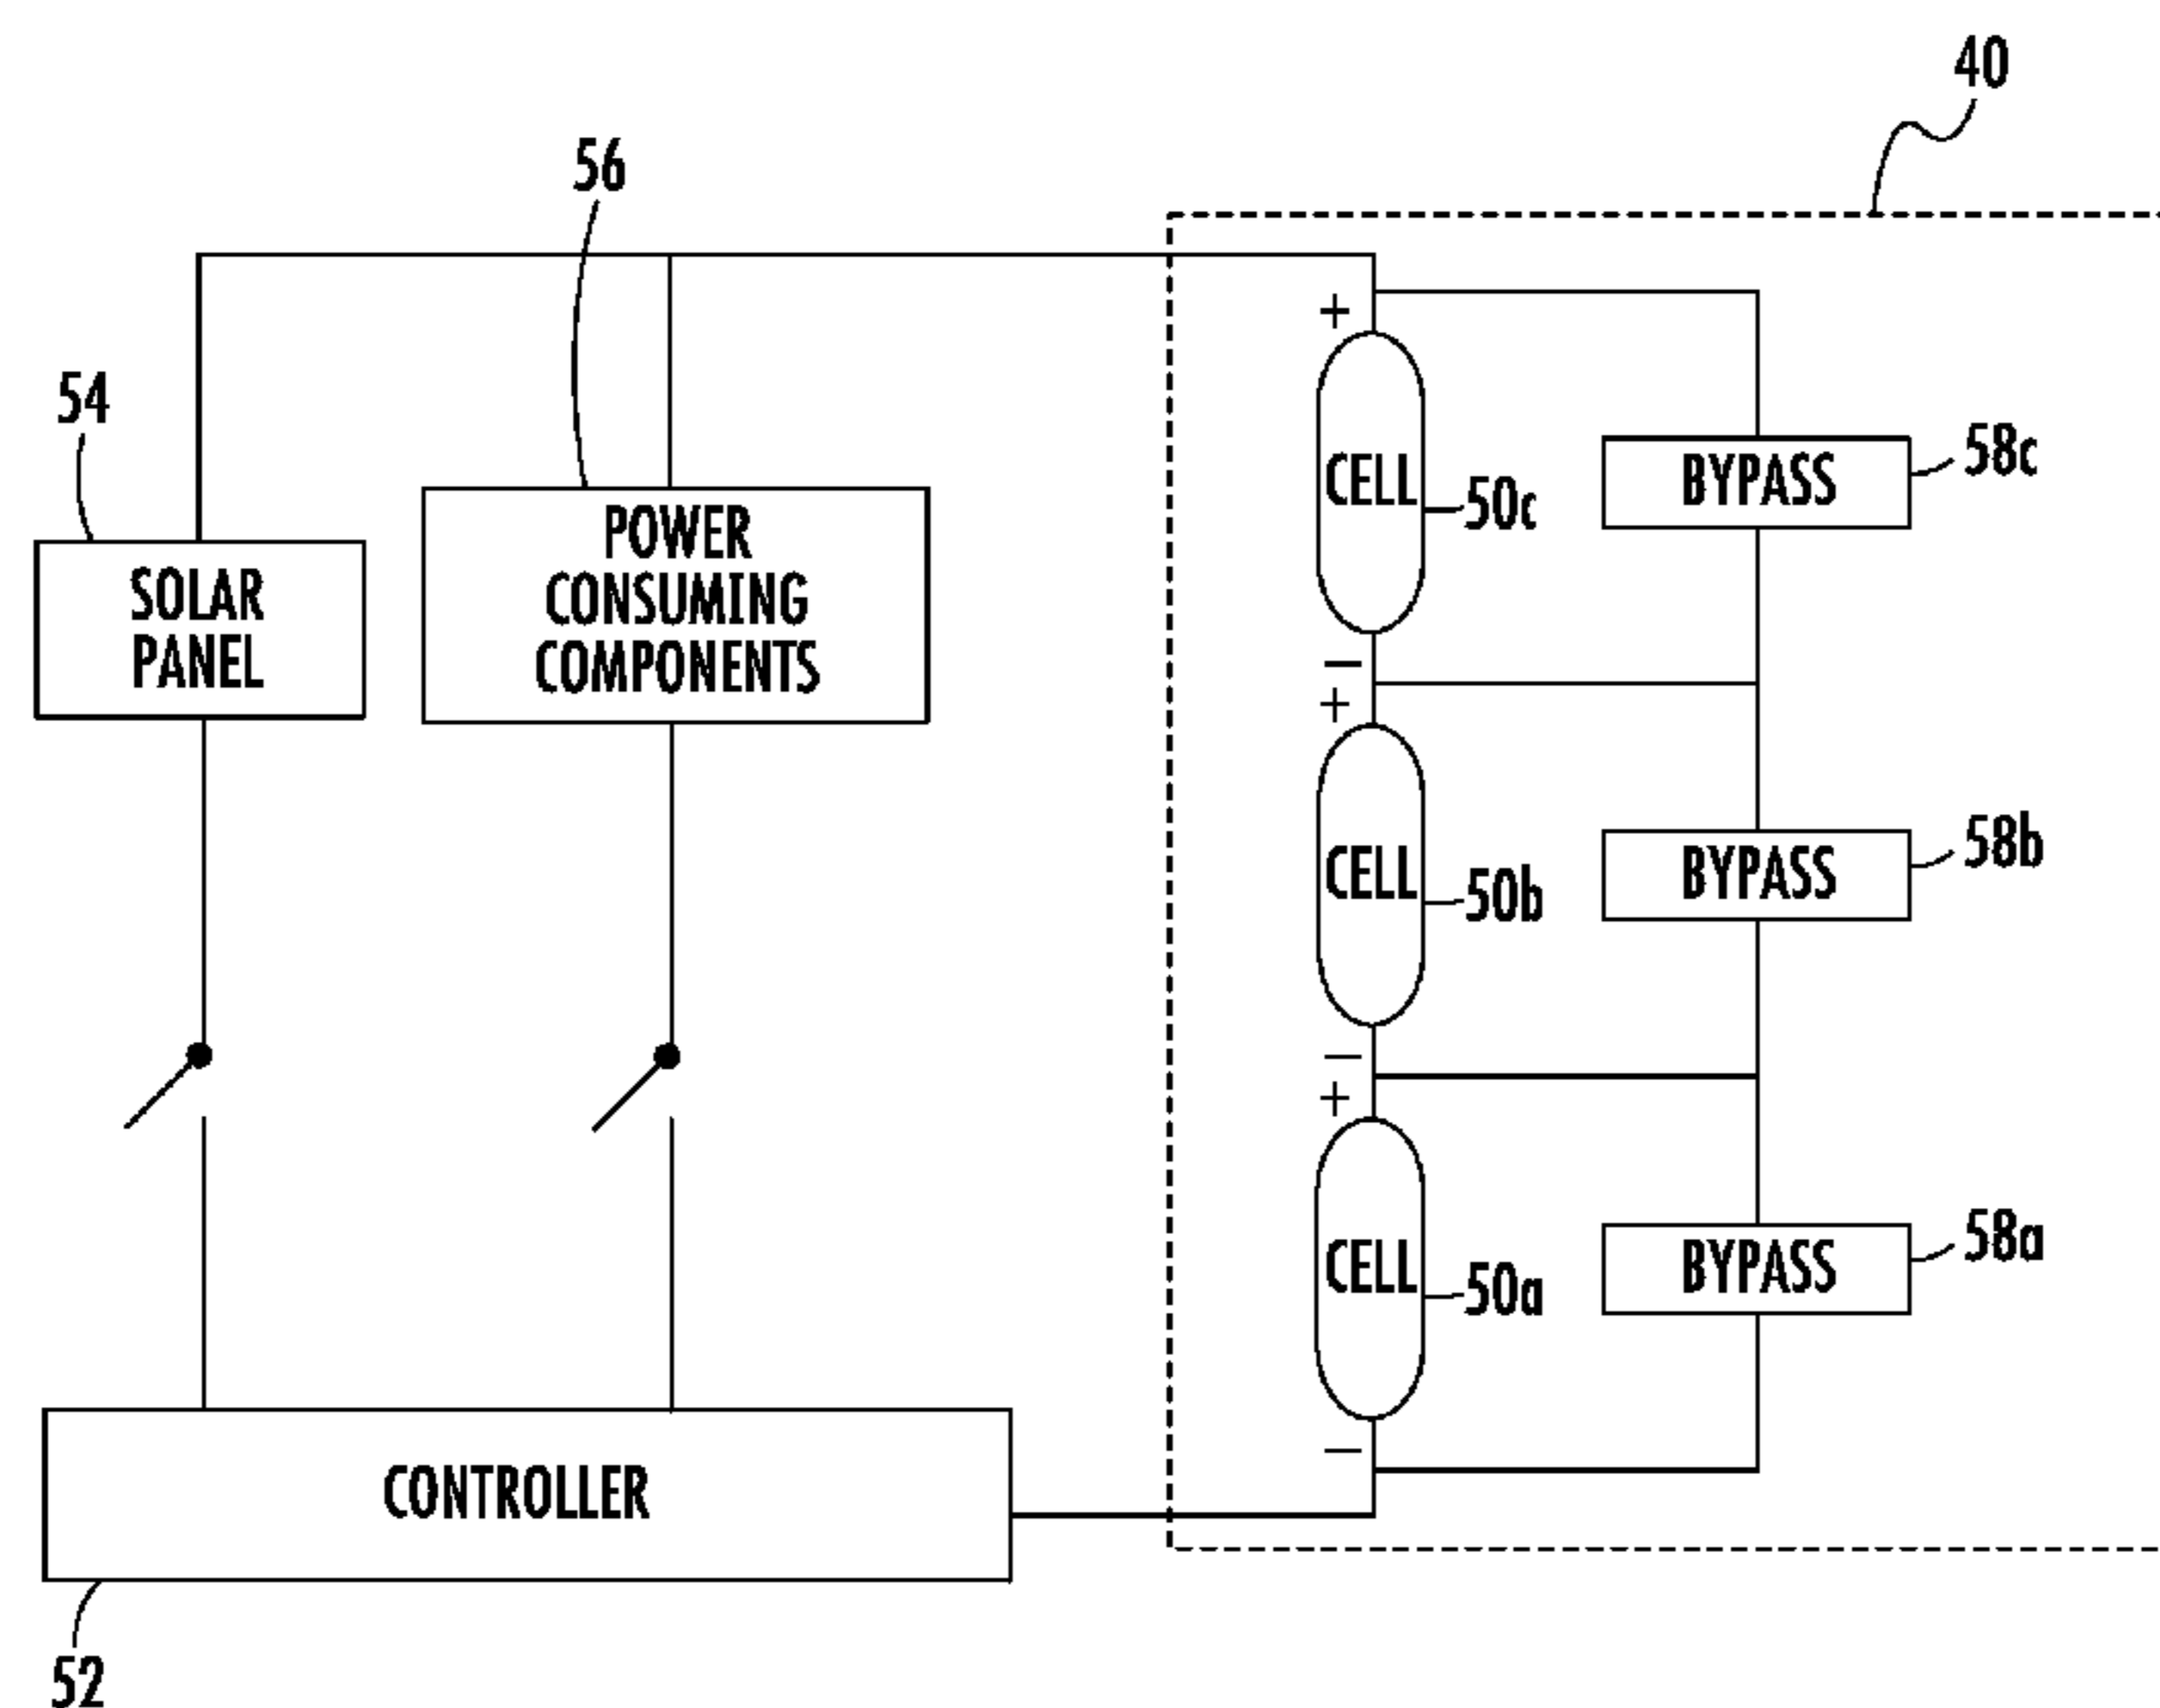 40
56
54
SOLAR
PANEL
POWER
CONSUMING
COMPONENTS
+
CELL
50c
BYPASS
58c
−
+
CELL
50b
BYPASS
58b
−
+
CELL
50a
BYPASS
58a
−
CONTROLLER
52